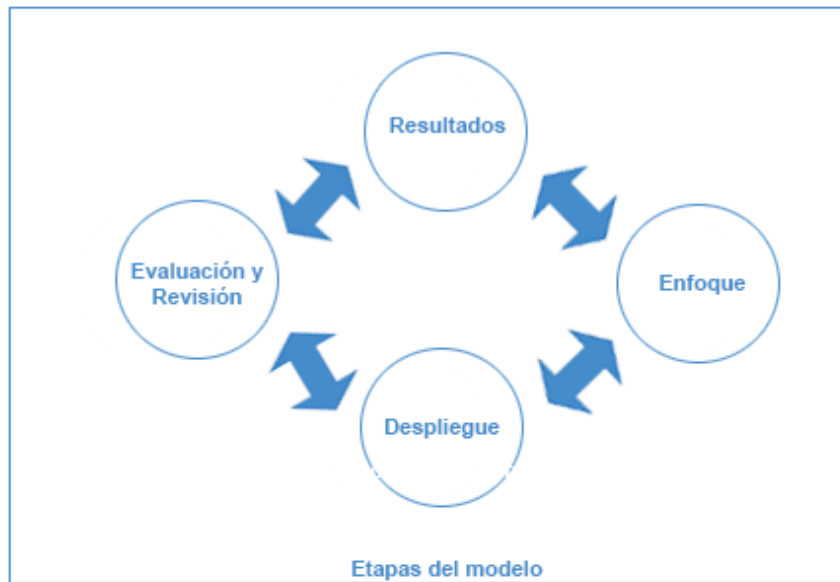 Resultados
Evaluación y
Revisión
Enfoque
Despliegue
Etapas del modelo